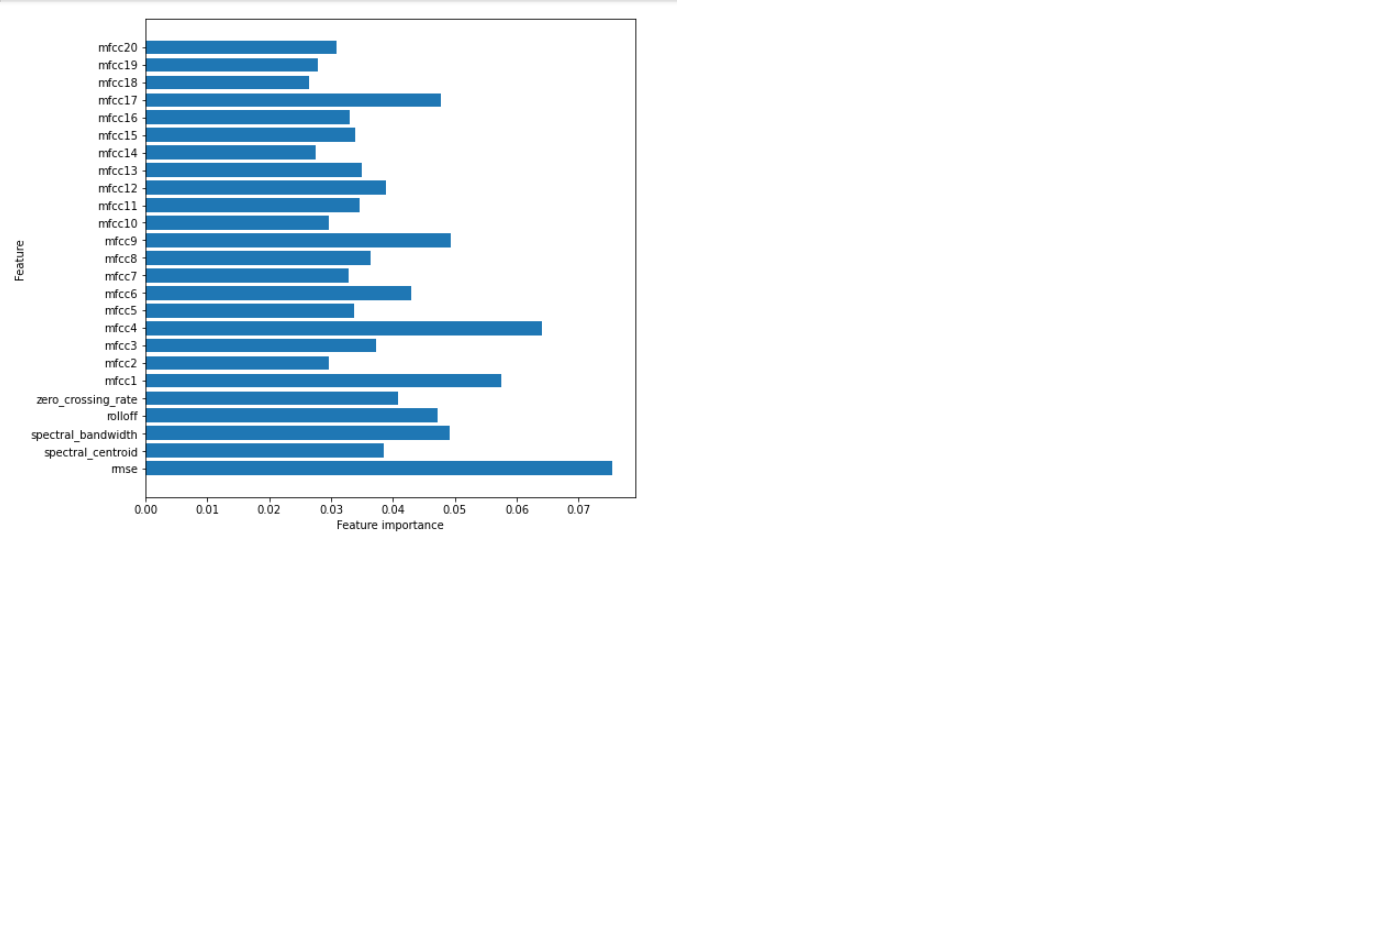 mfcc20
mfcc19
mfcc18
mfcc17
mfcc16
mfcc15
mfcc14
mfcc13
mfcc12
mfcc11
mfcc10
mfcc9
mfcc8
mfcc7
mfcc6
mfcc5
mfcc4
mfcc3
mfcc2
mfcc1
zero_crossing_rate
rolloff
spectral_bandwidth
spectral_centroid
rmse
Feature
0.00 0.01 0.02 0.03 0.04 0.05 0.06 0.07
Feature importance